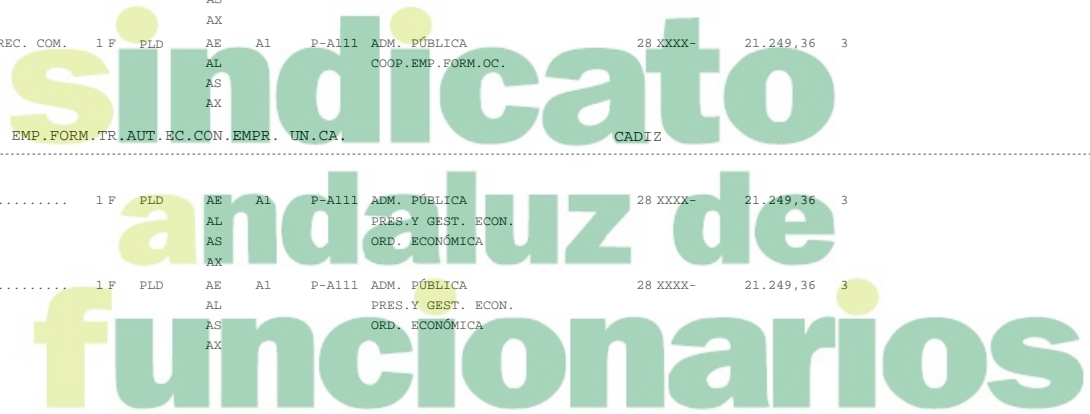 AS
AX
REC. COM. 1 F PLD AE A1 P-A111 ADM. PÚBLICA 28 XXXX- 21.249,36 3
AL COOP.EMP.FORM.OC.
AS
AX
sindicato
EMP.FORM.TR.AUT.EC.CON.EMPR. UN.CA. CADIZ
.......... 1 F PLD AE A1 P-A111 ADM. PÚBLICA 28 XXXX- 21.249,36 3
AL PRES.Y GEST. ECON.
AS ORD. ECONÓMICA
AX
andaluz de
.......... 1 F PLD AE A1 P-A111 ADM. PÚBLICA 28 XXXX- 21.249,36 3
AL PRES.Y GEST. ECON.
AS ORD. ECONÓMICA
AX
funcionarios